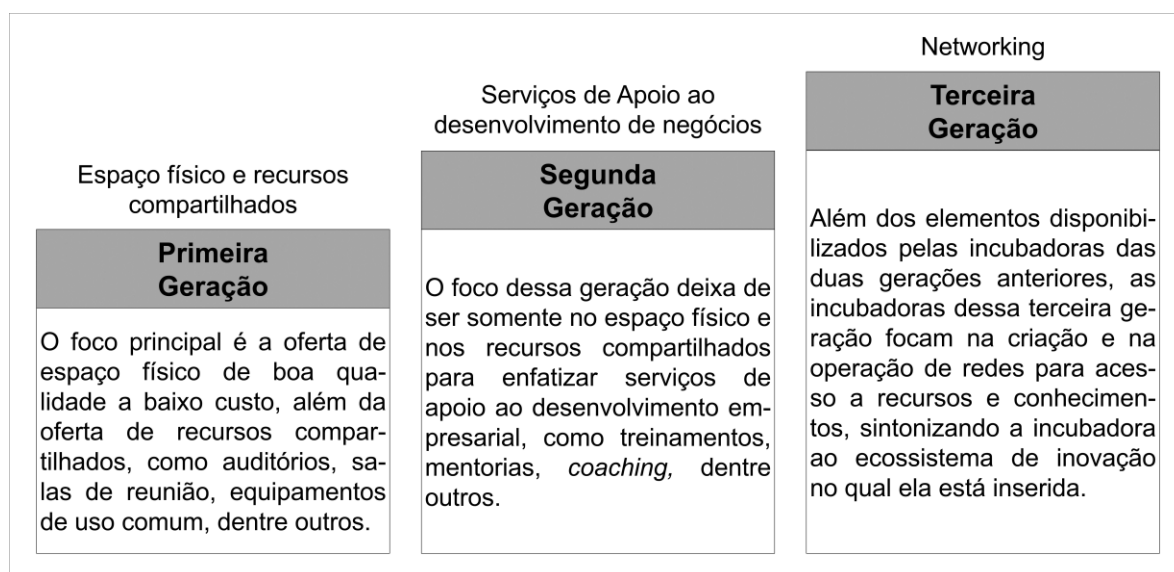 Espaço físico e recursos
compartilhados
Primeira
Geração
O foco principal é a oferta de
espaço físico de boa qua-
lidade a baixo custo, além da
oferta de recursos compar-
tilhados, como auditórios, sa-
las de reunião, equipamentos
de uso comum, dentre outros.
Serviços de Apoio ao
desenvolvimento de negócios
Segunda
Geração
O foco dessa geração deixa de
ser somente no espaço físico e
nos recursos compartilhados
para enfatizar serviços de
apoio ao desenvolvimento em-
presarial, como treinamentos,
mentorias, coaching, dentre
outros.
Networking
Terceira
Geração
Além dos elementos disponibi-
lizados pelas incubadoras das
duas gerações anteriores, as
incubadoras dessa terceira ge-
ração focam na criação e na
operação de redes para aces-
so a recursos e conhecimen-
tos, sintonizando a incubadora
ao ecossistema de inovação
no qual ela está inserida.